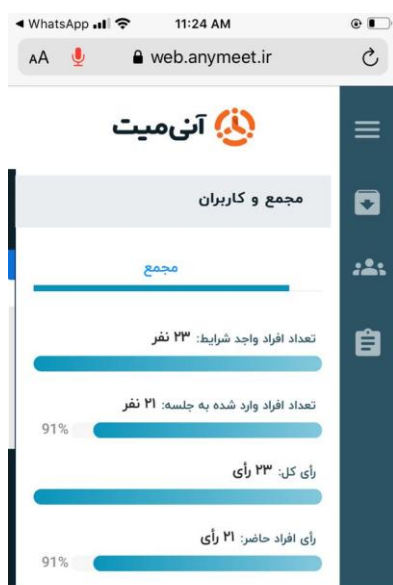 WhatsApp 11:24 AM
AA web.anymeet.ir
آنی‌میت
مجمع و کاربران
مجمع
تعداد افراد واجد شرایط: ۲۳ نفر
تعداد افراد وارد شده به جلسه: ۲۱ نفر
91%
رأی کل: ۲۳ رأی
رأی افراد حاضر: ۲۱ رأی
91%